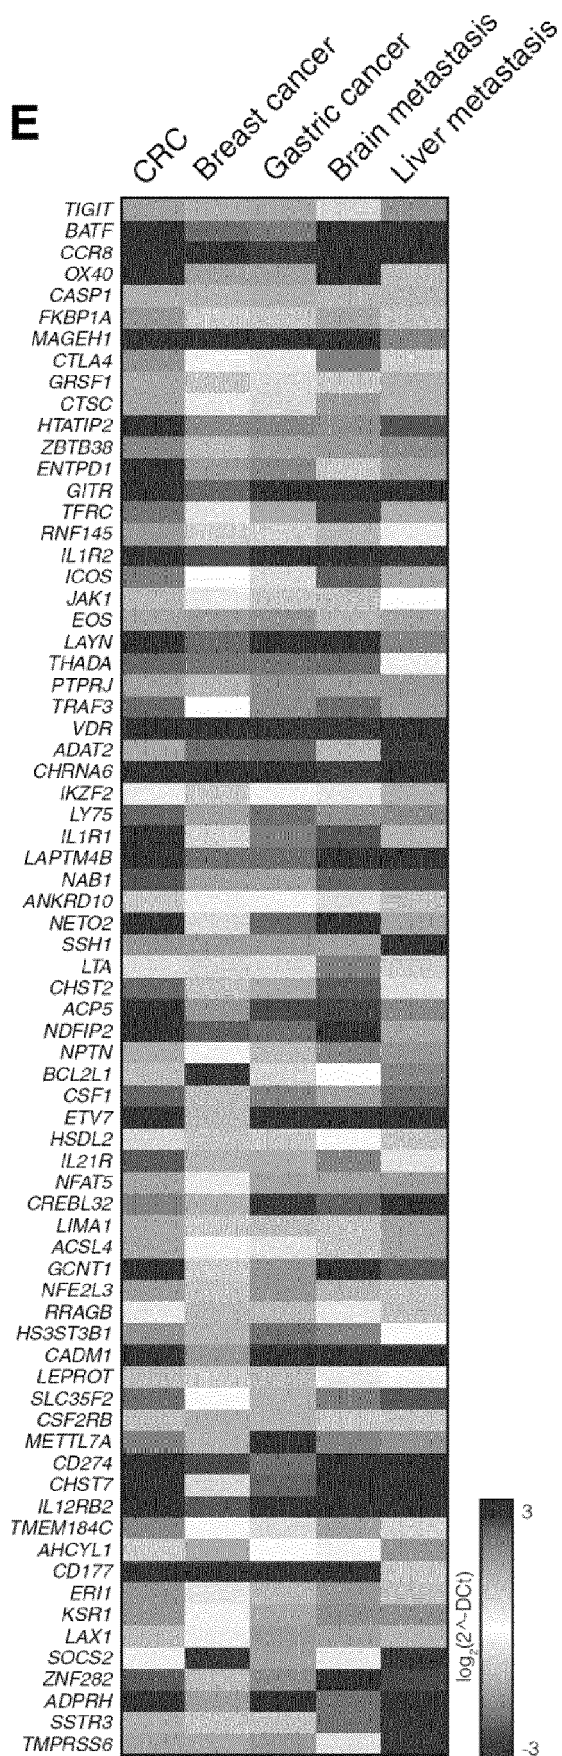 E
CRC
Breast cancer
Gastric cancer
Brain metastasis
Liver metastasis
TIGIT
BATF
CCR8
OX40
CASP1
FKBP1A
MAGEH1
CTLA4
GRSF1
CTSC
HTATIP2
ZBTB38
ENTPD1
GITR
TFRC
RNF145
IL1R2
ICOS
JAK1
EOS
LAYN
THADA
PTPRJ
TRAF3
VDR
ADAT2
CHRNA6
IKZF2
LY75
IL1R1
LAPTM4B
NAB1
ANKRD10
NETO2
SSH1
LTA
CHST2
ACP5
NDFIP2
NPTN
BCL2L1
CSF1
ETV7
HSDL2
IL21R
NFAT5
CREBL32
LIMA1
ACSL4
GCNT1
NFE2L3
RRAGB
HS3ST3B1
CADM1
LEPROT
SLC35F2
CSF2RB
METTL7A
CD274
CHST7
IL12RB2
TMEM184C
AHCYL1
CD177
ERI1
KSR1
LAX1
SOCS2
ZNF282
ADPRH
SSTR3
TMPRSS6
3
log2(2^-DCt)
-3